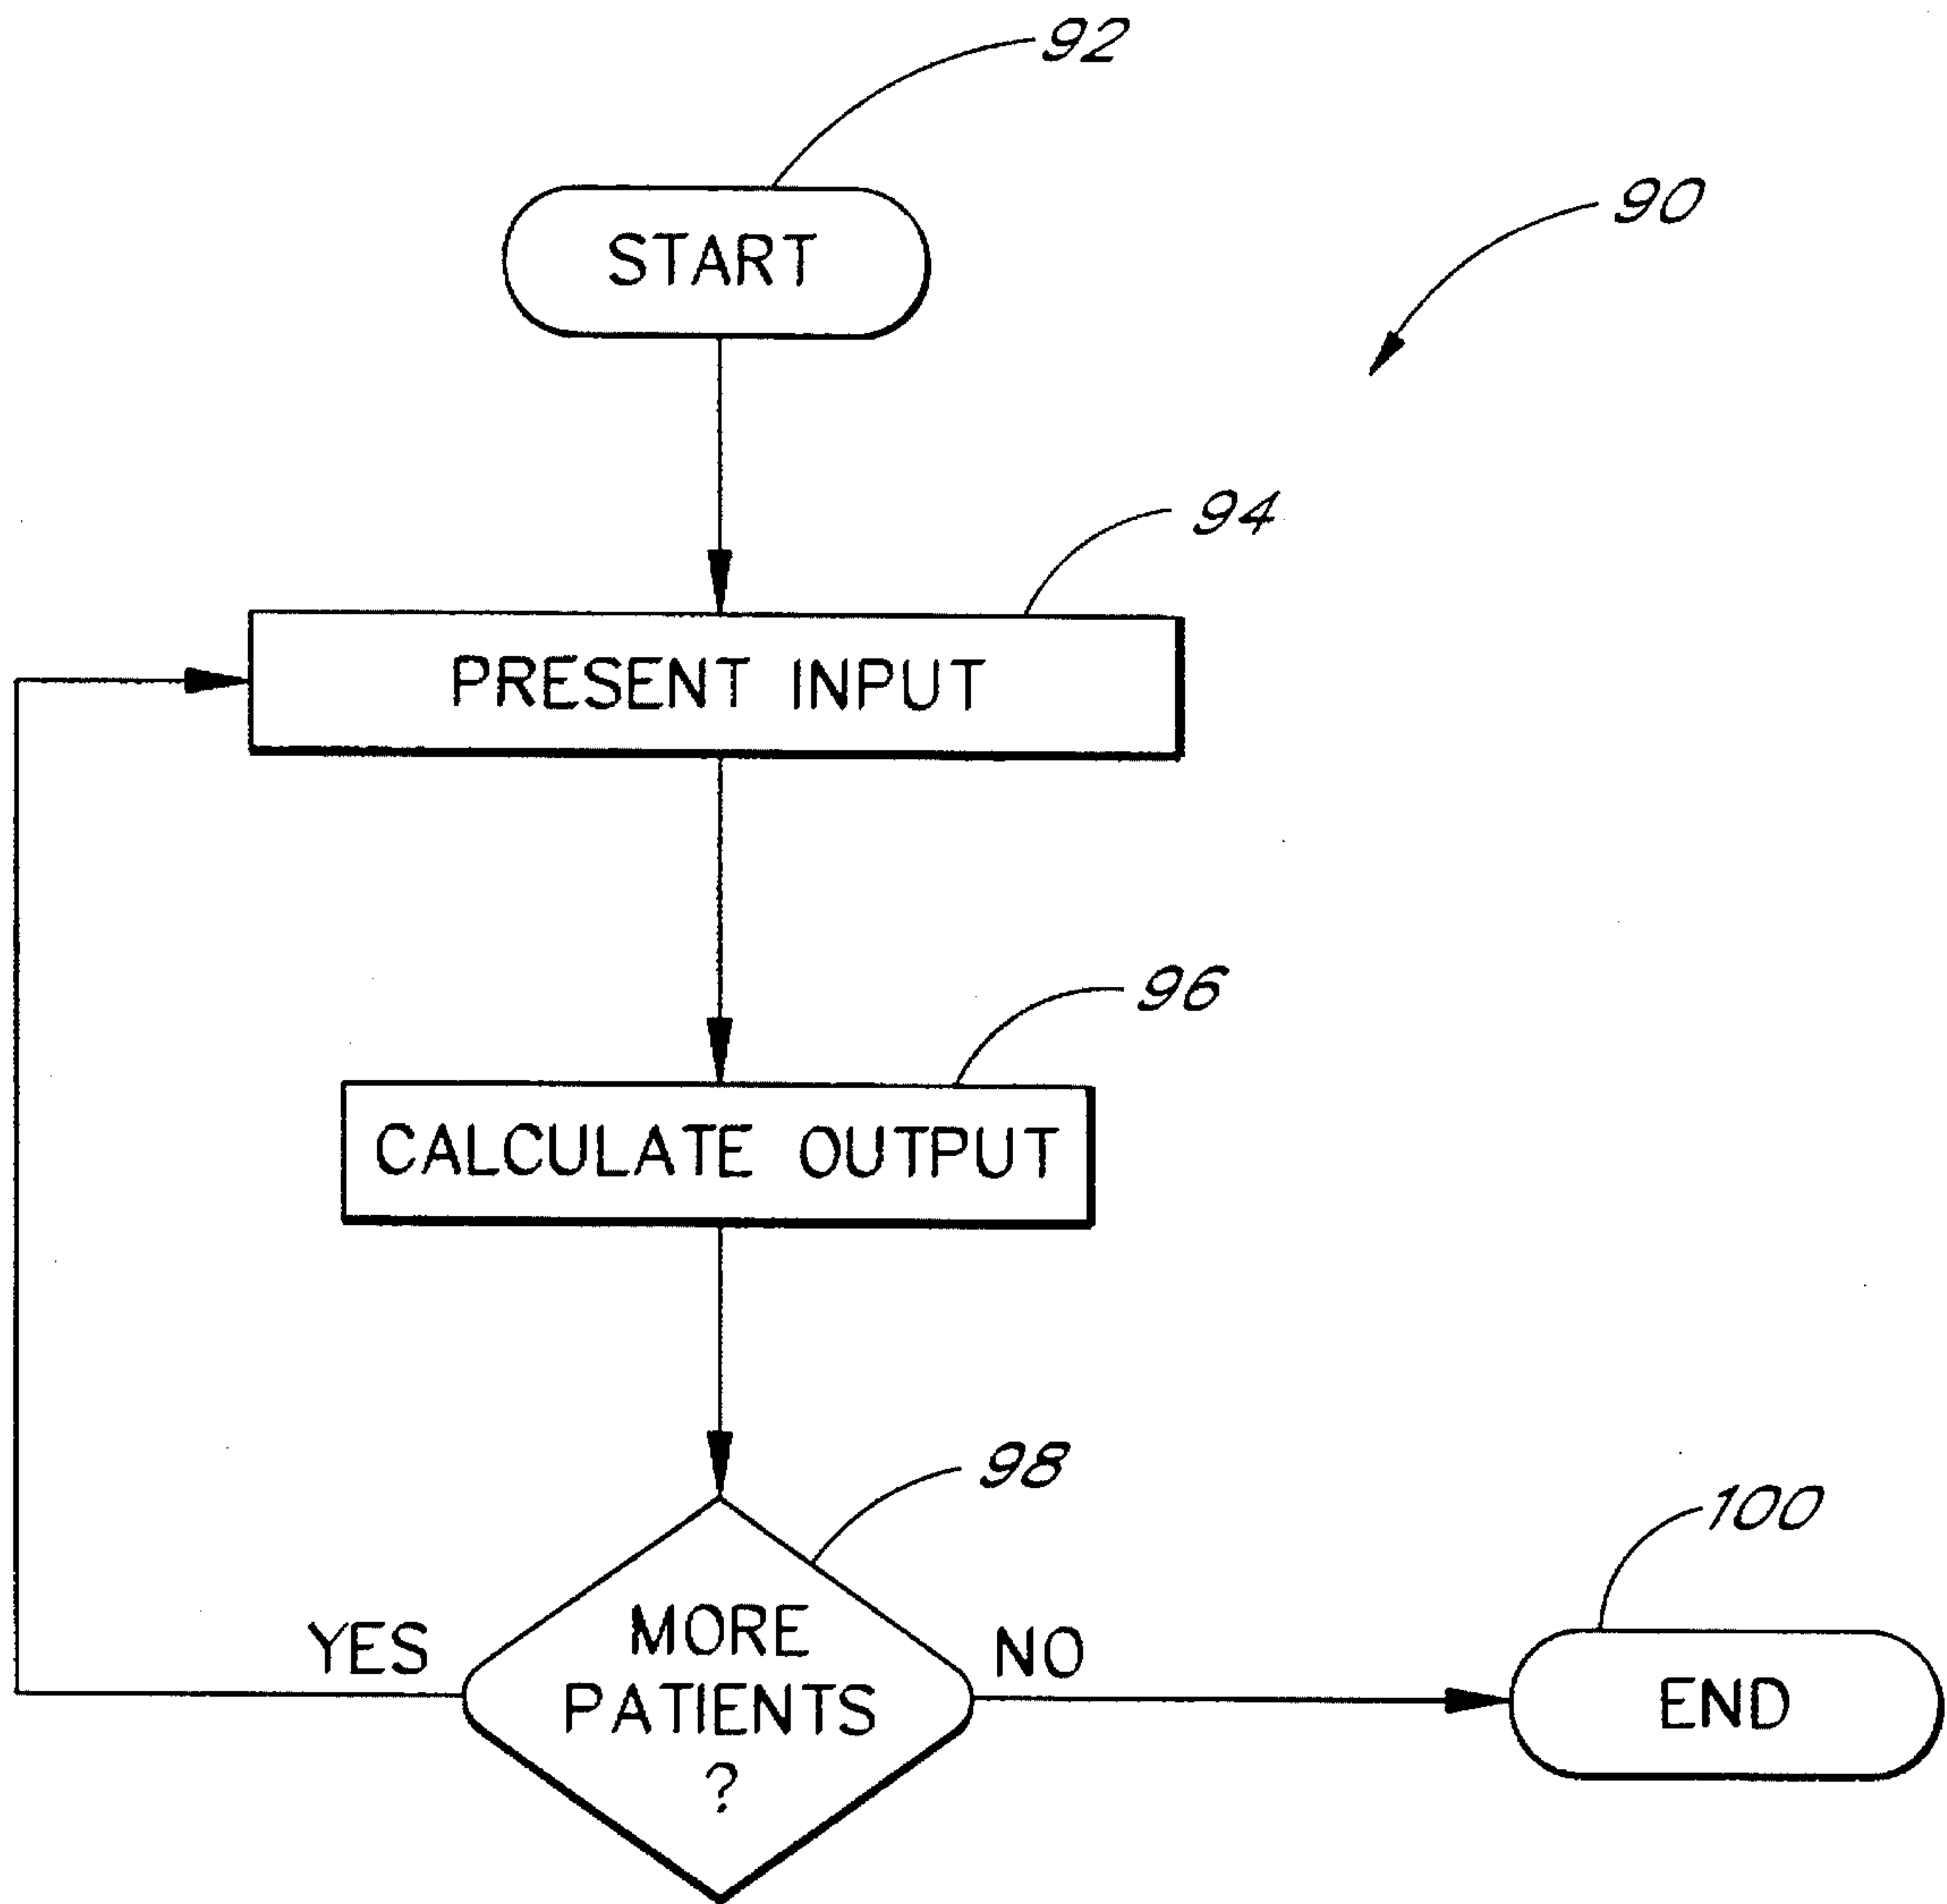 92
START
90
94
PRESENT INPUT
96
CALCULATE OUTPUT
98
100
YES
MORE
PATIENTS
?
NO
END